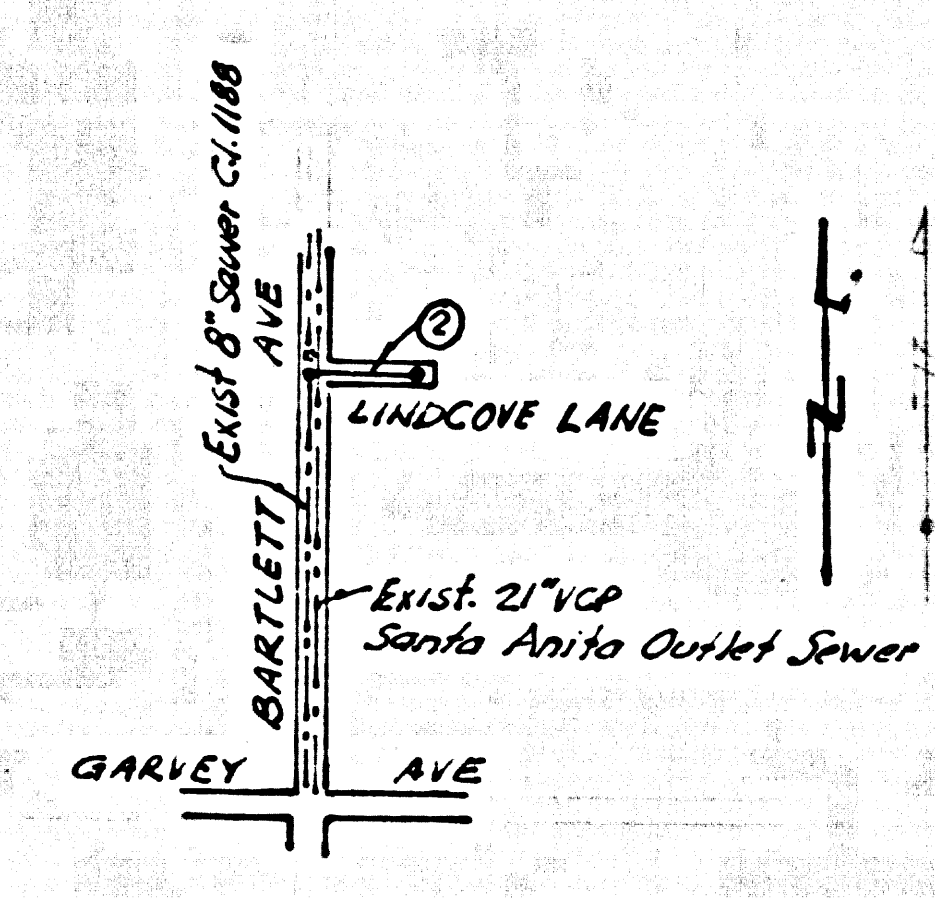 Exist 8" Sewer C.I. 1188
BARTLETT AVE
2
LINDCOVE LANE
Exist. 21" VCP
Santa Anita Outlet Sewer
GARVEY AVE
N